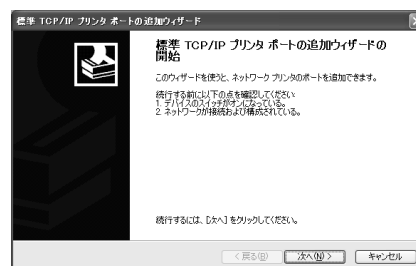 標準 TCP/IP プリンタ ポートの追加ウィザード
標準 TCP/IP プリンタ ポートの追加ウィザードの
開始
このウィザードを使うと、ネットワーク プリンタのポートを追加できます。
続行する前に以下の点を確認してください:
1. デバイスのスイッチがオンになっている。
2. ネットワークが接続および構成されている。
続行するには、[次へ] をクリックしてください。
< 戻る(B) 次へ(N) > キャンセル